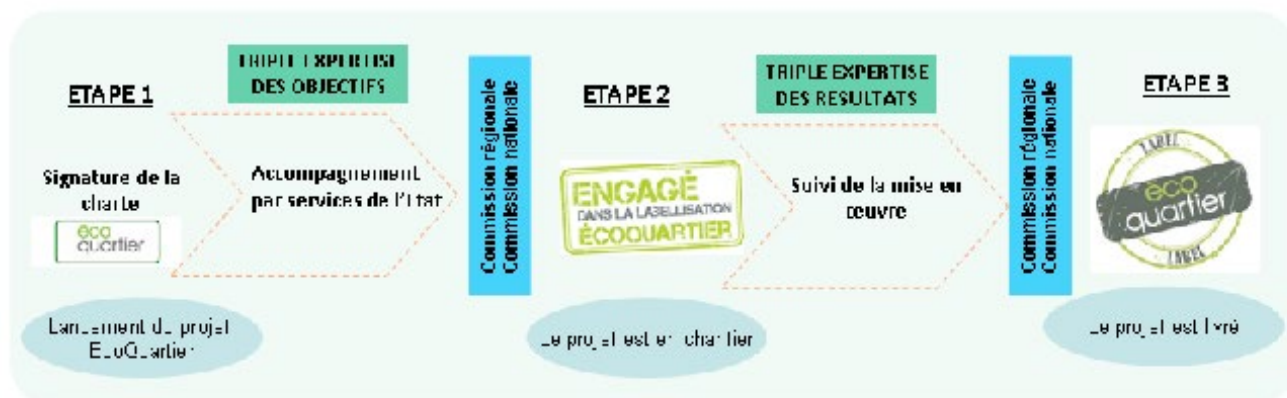 ETAPE 1
Signature de la
charte
éco
quartier
Lancement du projet
EcoQuartier
TRIPLE EXPERTISE
DES OBJECTIFS
Accompagnement
par services de l'Etat
Commission régionale
Commission nationale
ETAPE 2
ENGAGÉ
DANS LA LABELLISATION
ÉCOQUARTIER
Le projet est en chantier
TRIPLE EXPERTISE
DES RESULTATS
Suivi de la mise en
œuvre
Commission régionale
Commission nationale
ETAPE 3
LABEL
éco
quartier
LABEL
Le projet est livré